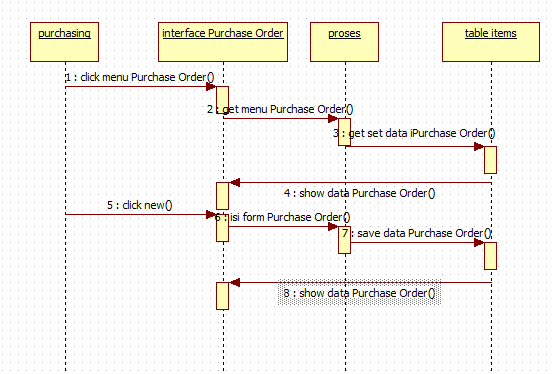 purchasing
interface Purchase Order
proses
table items
1 : click menu Purchase Order()
2 : get menu Purchase Order()
3 : get set data iPurchase Order()
4 : show data Purchase Order()
5 : click new()
6 : isi form Purchase Order()
7 : save data Purchase Order()
8 : show data Purchase Order()